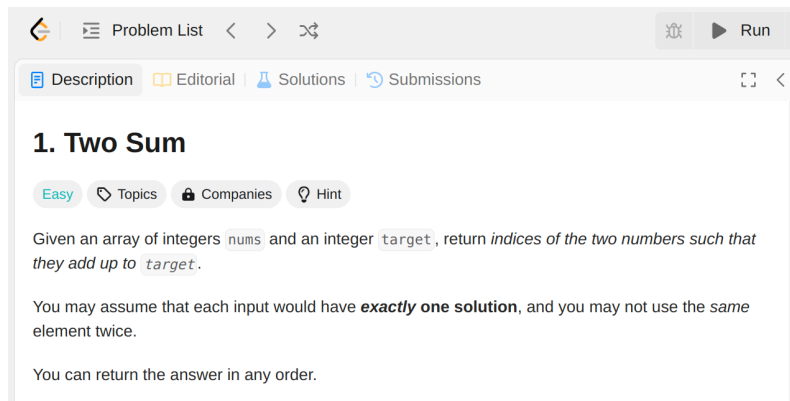 Problem List
Run
Description Editorial Solutions Submissions
1. Two Sum
Easy Topics Companies Hint
Given an array of integers nums and an integer target, return indices of the two numbers such that
they add up to target.
You may assume that each input would have exactly one solution, and you may not use the same
element twice.
You can return the answer in any order.